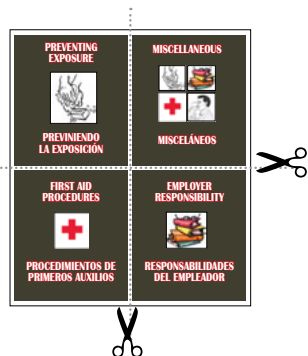 PREVENTING
EXPOSURE
PREVINIENDO
LA EXPOSICIÓN
MISCELLANEOUS
MISCELÁNEOS
FIRST AID
PROCEDURES
PROCEDIMIENTOS DE
PRIMEROS AUXILIOS
EMPLOYER
RESPONSIBILITY
RESPONSABILIDADES
DEL EMPLEADOR